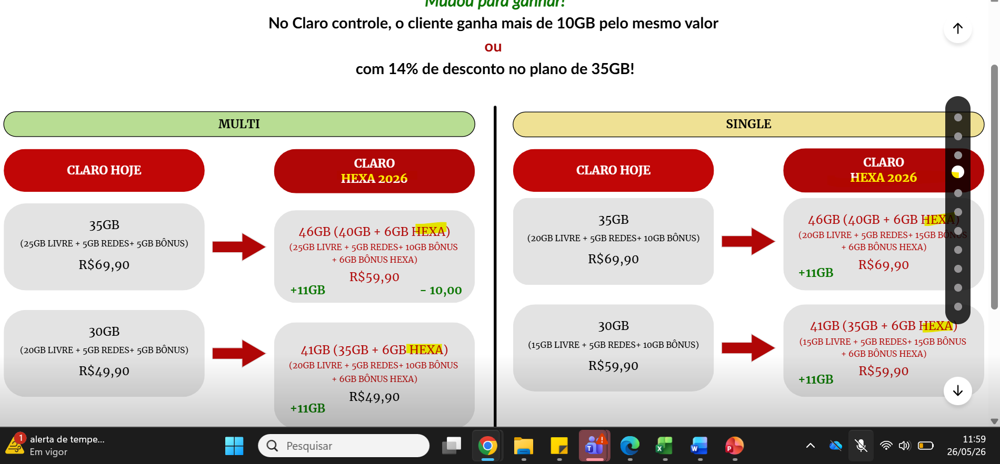 Mudou para ganhar!
No Claro controle, o cliente ganha mais de 10GB pelo mesmo valor
ou
com 14% de desconto no plano de 35GB!
MULTI
CLARO HOJE
CLARO
HEXA 2026
35GB
(25GB LIVRE + 5GB REDES+ 5GB BÔNUS)
R$69,90
46GB (40GB + 6GB HEXA)
(25GB LIVRE + 5GB REDES+ 10GB BÔNUS
+ 6GB BÔNUS HEXA)
R$59,90
+11GB
- 10,00
30GB
(20GB LIVRE + 5GB REDES+ 5GB BÔNUS)
R$49,90
41GB (35GB + 6GB HEXA)
(20GB LIVRE + 5GB REDES+ 10GB BÔNUS
+ 6GB BÔNUS HEXA)
R$49,90
+11GB
SINGLE
CLARO HOJE
CLARO
HEXA 2026
35GB
(20GB LIVRE + 5GB REDES+ 10GB BÔNUS)
R$69,90
46GB (40GB + 6GB HEXA)
(20GB LIVRE + 5GB REDES+ 15GB BÔNUS
+ 6GB BÔNUS HEXA)
R$69,90
+11GB
30GB
(15GB LIVRE + 5GB REDES+ 10GB BÔNUS)
R$59,90
41GB (35GB + 6GB HEXA)
(15GB LIVRE + 5GB REDES+ 15GB BÔNUS
+ 6GB BÔNUS HEXA)
R$59,90
+11GB
1
alerta de tempe...
Em vigor
Pesquisar
11:59
26/05/26